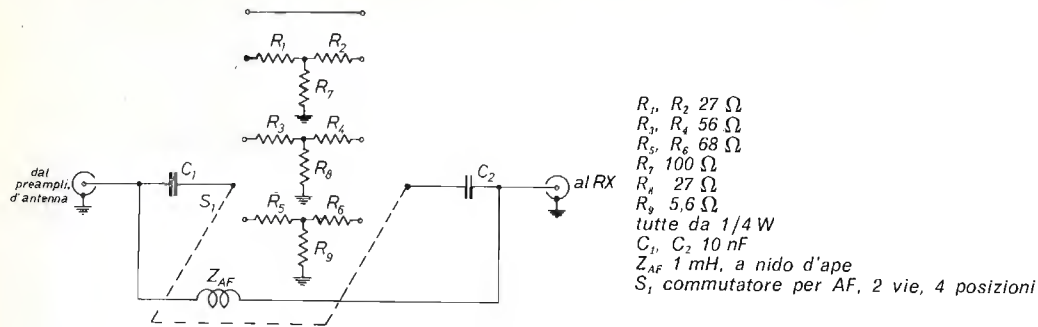 R1 R2
R7
R3 R4
R8
dal
preampli.
d'antenna
C1
S1
C2
al RX
R5 R6
R9
ZAF
R1, R2 27 Ω
R3, R4 56 Ω
R5, R6 68 Ω
R7 100 Ω
R8 27 Ω
R9 5,6 Ω
tutte da 1/4 W
C1, C2 10 nF
ZAF 1 mH, a nido d'ape
S1 commutatore per AF, 2 vie, 4 posizioni